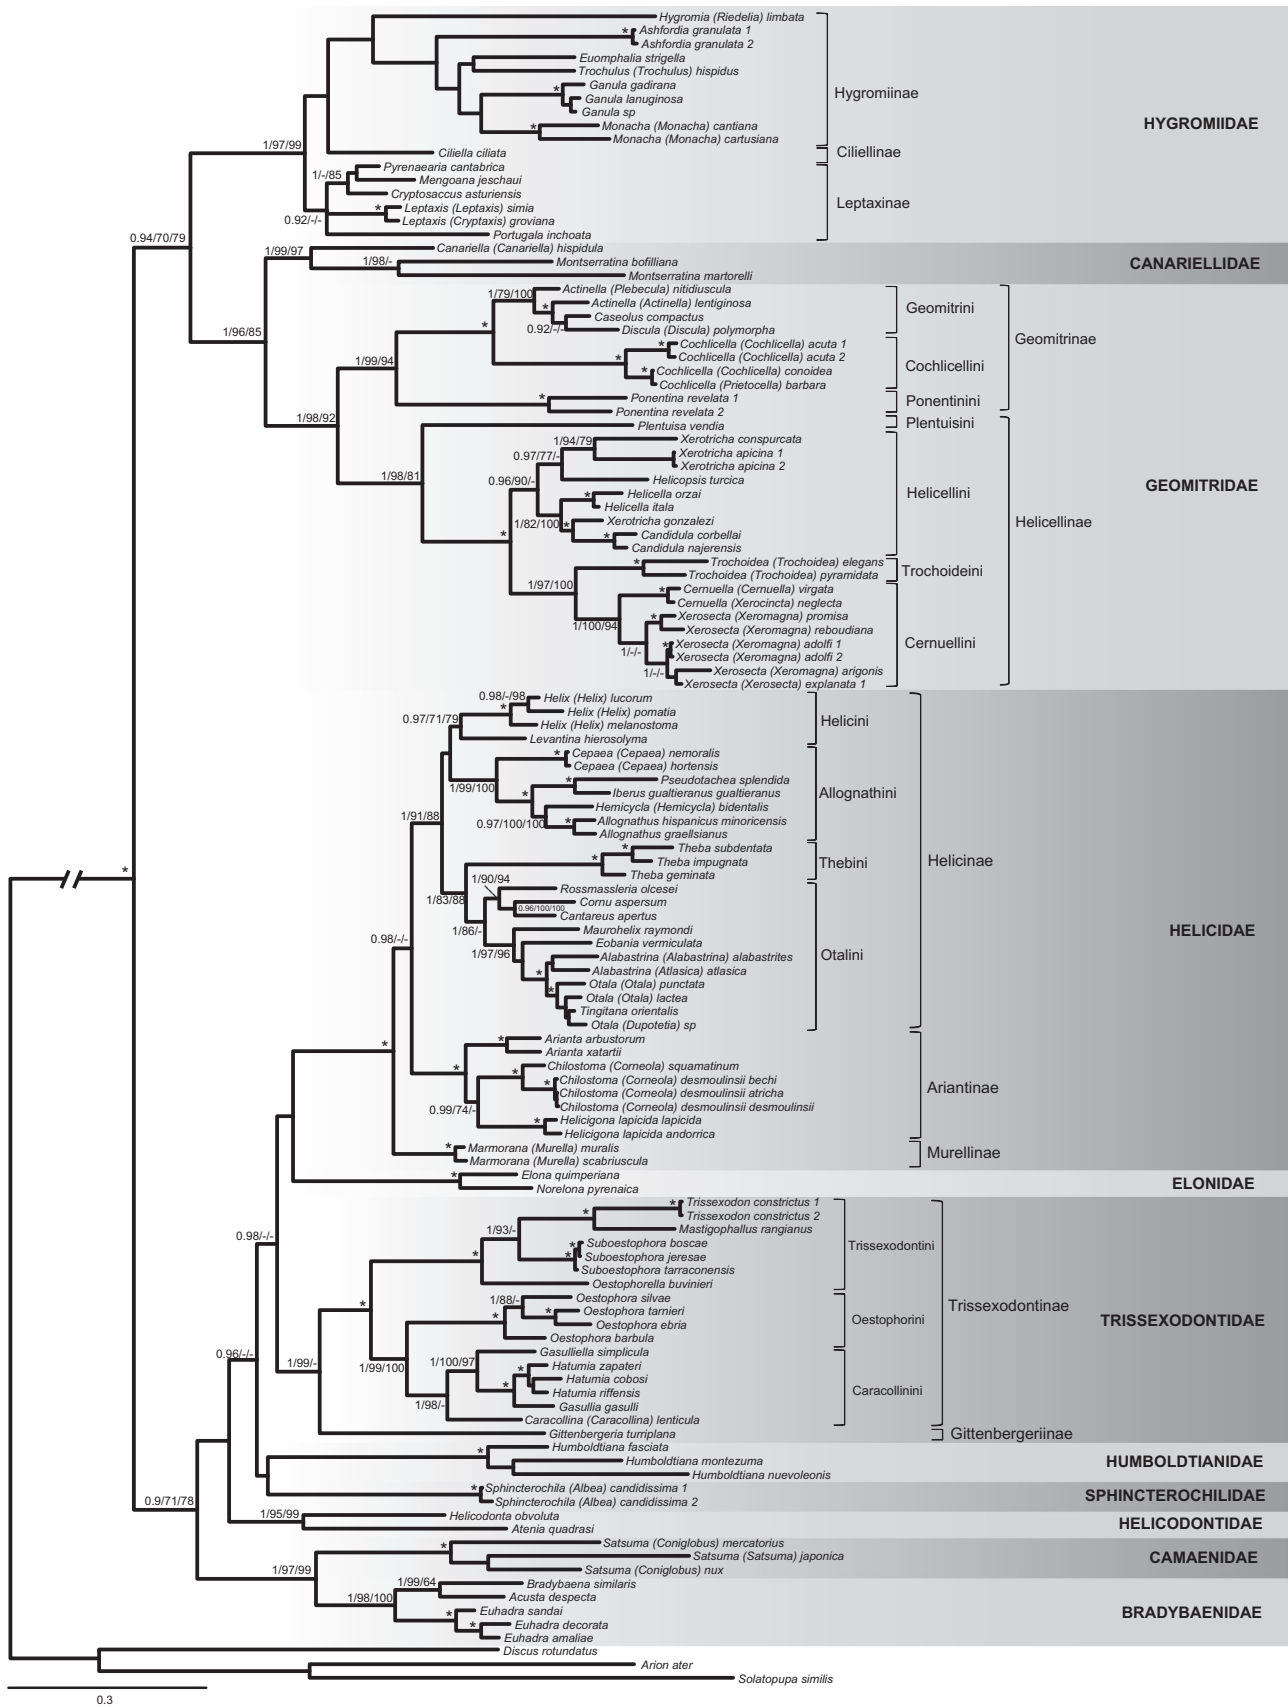 Hygromia (Riedelia) limbata
* Ashfordia granulata 1
Ashfordia granulata 2
Euomphalia strigella
Trochulus (Trochulus) hispidus
* Ganula gadirana
Ganula lanuginosa
Ganula sp
* Monacha (Monacha) cantiana
Monacha (Monacha) cartusiana
Hygromiinae
HYGROMIIDAE
1/97/99
Ciliella ciliata
Ciliellinae
Pyrenaearia cantabrica
1/-/85
Mengoana jeschaui
Cryptosaccus asturiensis
* Leptaxis (Leptaxis) simia
Leptaxis (Cryptaxis) groviana
0.92/-/-
Portugala inchoata
Leptaxinae
0.94/70/79
1/99/97
Canariella (Canariella) hispidula
1/98/-
Montserratina bofilliana
Montserratina martorelli
CANARIELLIDAE
1/96/85
Actinella (Plebecula) nitidiuscula
1/79/100
* Actinella (Actinella) lentiginosa
Caseolus compactus
0.92/-/-
Discula (Discula) polymorpha
Geomitrini
*
* Cochlicella (Cochlicella) acuta 1
Cochlicella (Cochlicella) acuta 2
*
* Cochlicella (Cochlicella) conoidea
Cochlicella (Prietocella) barbara
Cochlicellini
Geomitrinae
1/99/94
* Ponentina revelata 1
Ponentina revelata 2
Ponentinini
1/98/92
Plentuisa vendia
Plentuisini
1/98/81
Xerotricha conspurcata
1/94/79
Xerotricha apicina 1
Xerotricha apicina 2
0.97/77/-
Helicopsis turcica
0.96/90/-
* Helicella orzai
Helicella itala
1/82/100
* Xerotricha gonzalezi
* Candidula corbellai
Candidula najerensis
Helicellini
GEOMITRIDAE
Helicellinae
*
* Trochoidea (Trochoidea) elegans
Trochoidea (Trochoidea) pyramidata
Trochoideini
1/97/100
* Cernuella (Cernuella) virgata
Cernuella (Xerocincta) neglecta
1/100/94
* Xerosecta (Xeromagna) promisa
Xerosecta (Xeromagna) reboudiana
1/-/-
* Xerosecta (Xeromagna) adolfi 1
Xerosecta (Xeromagna) adolfi 2
1/-/-
Xerosecta (Xeromagna) arigonis
Xerosecta (Xerosecta) explanata 1
Cernuellini
0.98/-/98
Helix (Helix) lucorum
* Helix (Helix) pomatia
Helix (Helix) melanostoma
0.97/71/79
Levantina hierosolyma
Helicini
* Cepaea (Cepaea) nemoralis
Cepaea (Cepaea) hortensis
1/99/100
* Pseudotachea splendida
Iberus gualtieranus gualtieranus
*
Hemicycla (Hemicycla) bidentalis
0.97/100/100
* Allognathus hispanicus minoricensis
Allognathus graellsianus
Allognathini
1/91/88
* Theba subdentata
* Theba impugnata
Theba geminata
Thebini
Helicinae
1/83/88
1/90/94
Rossmassleria olcesei
Cornu aspersum
0.96/100/100
Cantareus apertus
1/86/-
Maurohelix raymondi
1/97/96
Eobania vermiculata
Alabastrina (Alabastrina) alabastrites
* Alabastrina (Atlasica) atlasica
* Otala (Otala) punctata
Otala (Otala) lactea
Tingitana orientalis
Otala (Dupotetia) sp
Otalini
HELICIDAE
0.98/-/-
* Arianta arbustorum
Arianta xatartii
*
* Chilostoma (Corneola) squamatinum
* Chilostoma (Corneola) desmoulinsii bechi
Chilostoma (Corneola) desmoulinsii atricha
Chilostoma (Corneola) desmoulinsii desmoulinsii
0.99/74/-
* Helicigona lapicida lapicida
Helicigona lapicida andorrica
Ariantinae
*
* Marmorana (Murella) muralis
Marmorana (Murella) scabriuscula
Murellinae
* Elona quimperiana
Norelona pyrenaica
ELONIDAE
0.98/-/-
* Trissexodon constrictus 1
Trissexodon constrictus 2
*
Mastigophallus rangianus
1/93/-
* Suboestophora boscae
* Suboestophora jeresae
Suboestophora tarraconensis
*
Oestophorella buvinieri
Trissexodontini
*
1/88/-
Oestophora silvae
* Oestophora tarnieri
Oestophora ebria
*
Oestophora barbula
Oestophorini
Trissexodontinae
TRISSEXODONTIDAE
1/99/100
Gasulliella simplicula
1/100/97
* Hatumia zapateri
Hatumia cobosi
Hatumia riffensis
*
Gasullia gasulli
1/98/-
Caracollina (Caracollina) lenticula
Caracollinini
1/99/-
Gittenbergeria turriplana
Gittenbergeriinae
0.96/-/-
* Humboldtiana fasciata
Humboldtiana montezuma
Humboldtiana nuevoleonis
HUMBOLDTIANIDAE
* Sphincterochila (Albea) candidissima 1
Sphincterochila (Albea) candidissima 2
SPHINCTEROCHILIDAE
0.9/71/78
1/95/99
Helicodonta obvoluta
Atenia quadrasi
HELICODONTIDAE
* Satsuma (Coniglobus) mercatorius
Satsuma (Satsuma) japonica
Satsuma (Coniglobus) nux
CAMAENIDAE
1/97/99
1/99/64
Bradybaena similaris
Acusta despecta
1/98/100
* Euhadra sandai
* Euhadra decorata
Euhadra amaliae
BRADYBAENIDAE
*
Discus rotundatus
Arion ater
Solatopupa similis
0.3